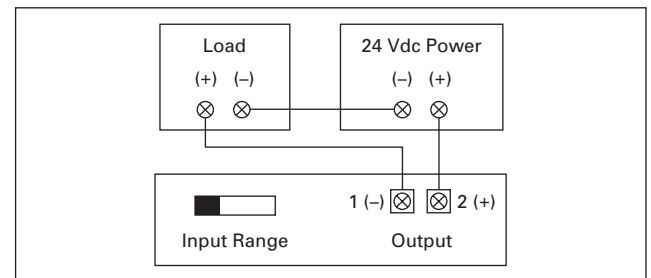 Load
24 Vdc Power
(+) (–)
(–) (+)
1 (–)
2 (+)
Input Range
Output